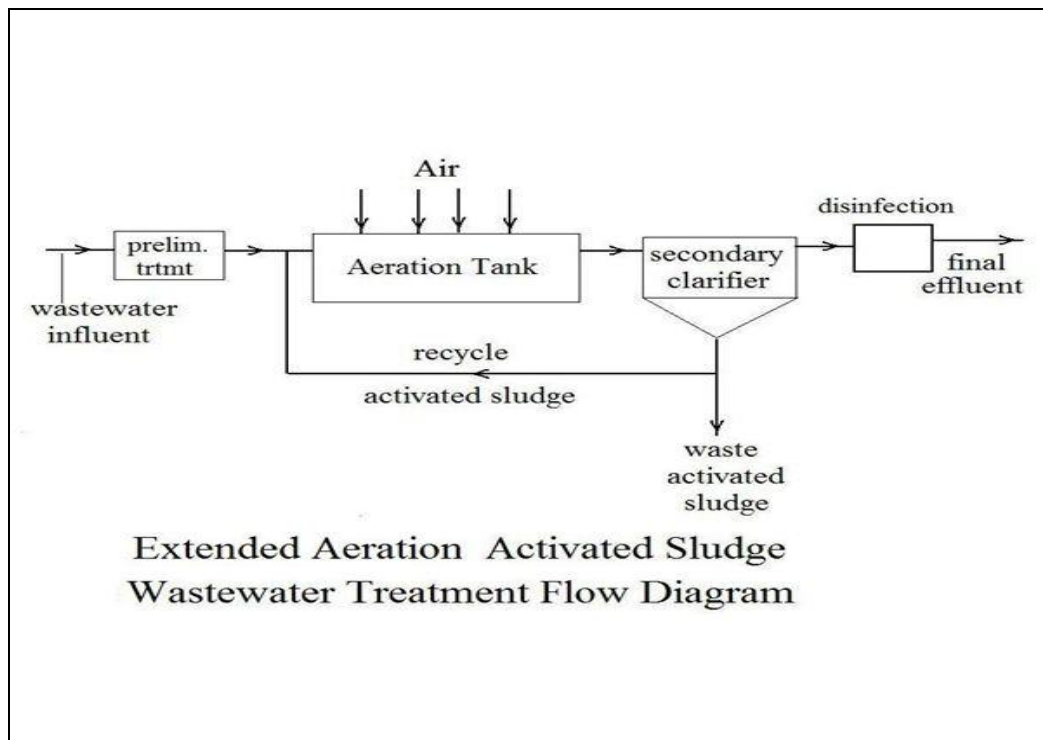 Air
disinfection
prelim.
trtmt
Aeration Tank
secondary
clarifier
final
effluent
wastewater
influent
recycle
activated sludge
waste
activated
sludge
Extended Aeration Activated Sludge
Wastewater Treatment Flow Diagram